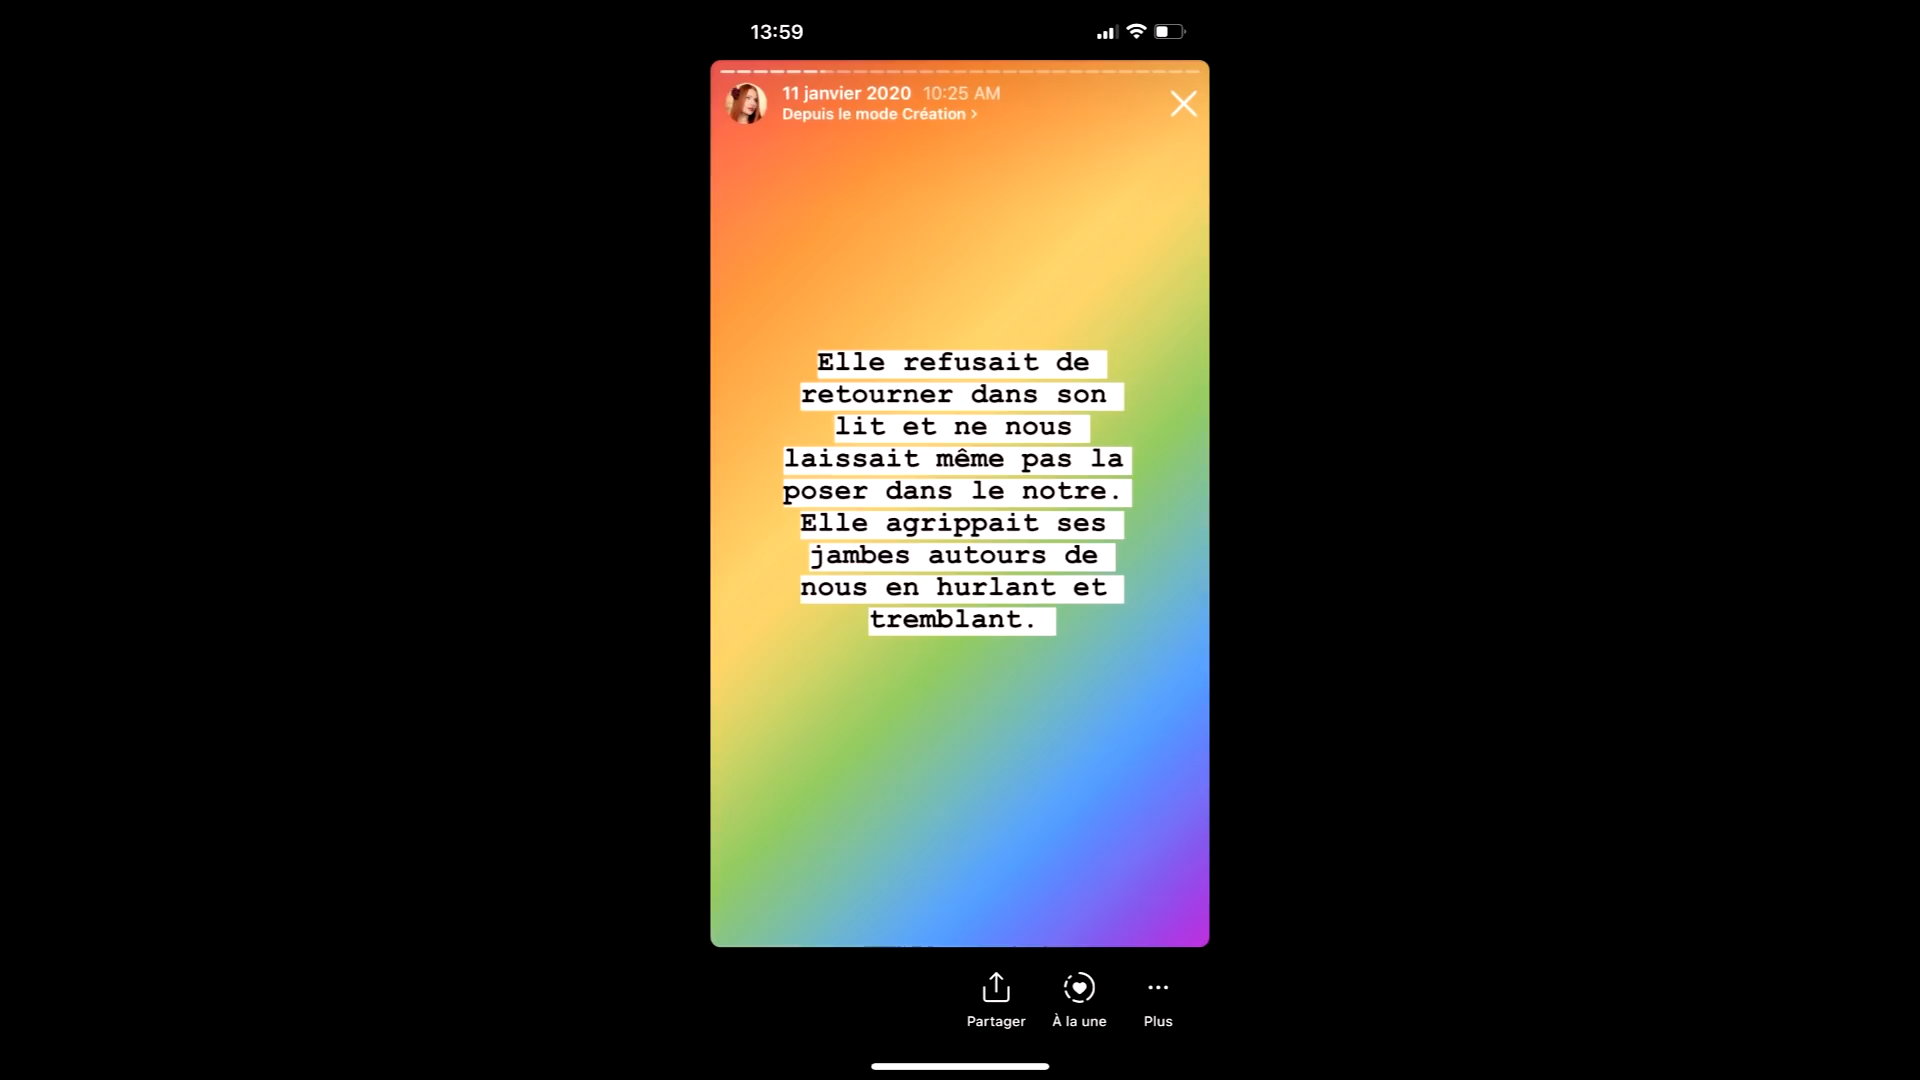 13:59
11 janvier 2020 10:25 AM
Depuis le mode Création >
Elle refusait de
retourner dans son
lit et ne nous
laissait même pas la
poser dans le notre.
Elle agrippait ses
jambes autours de
nous en hurlant et
tremblant.
Partager À la une Plus